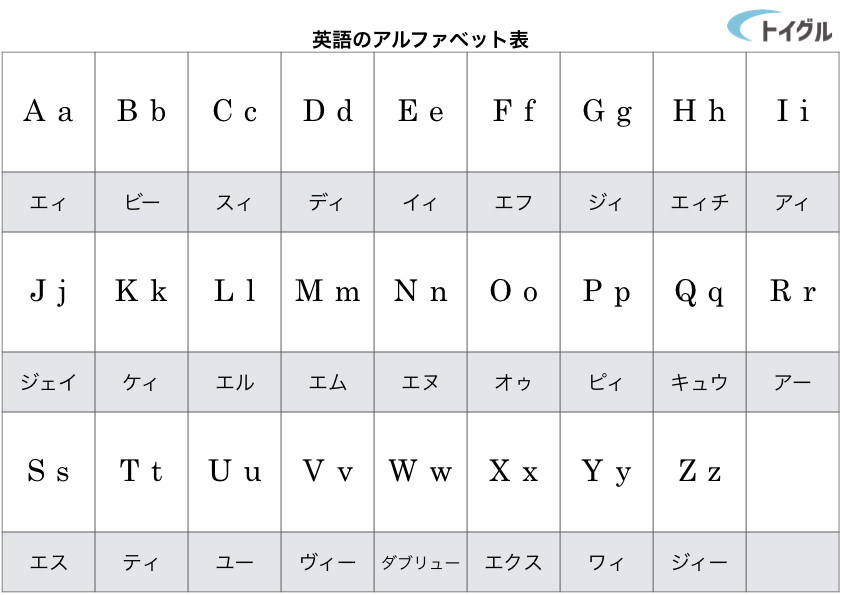 トイグル
英語のアルファベット表
A a B b C c D d E e F f G g H h I i
エィ ビー スィ ディ イィ エフ ジィ エィチ アィ
J j K k L l M m N n O o P p Q q R r
ジェイ ケィ エル エム エヌ オゥ ピィ キュウ アー
S s T t U u V v W w X x Y y Z z
エス ティ ユー ヴィー ダブリュー エクス ワィ ジィー